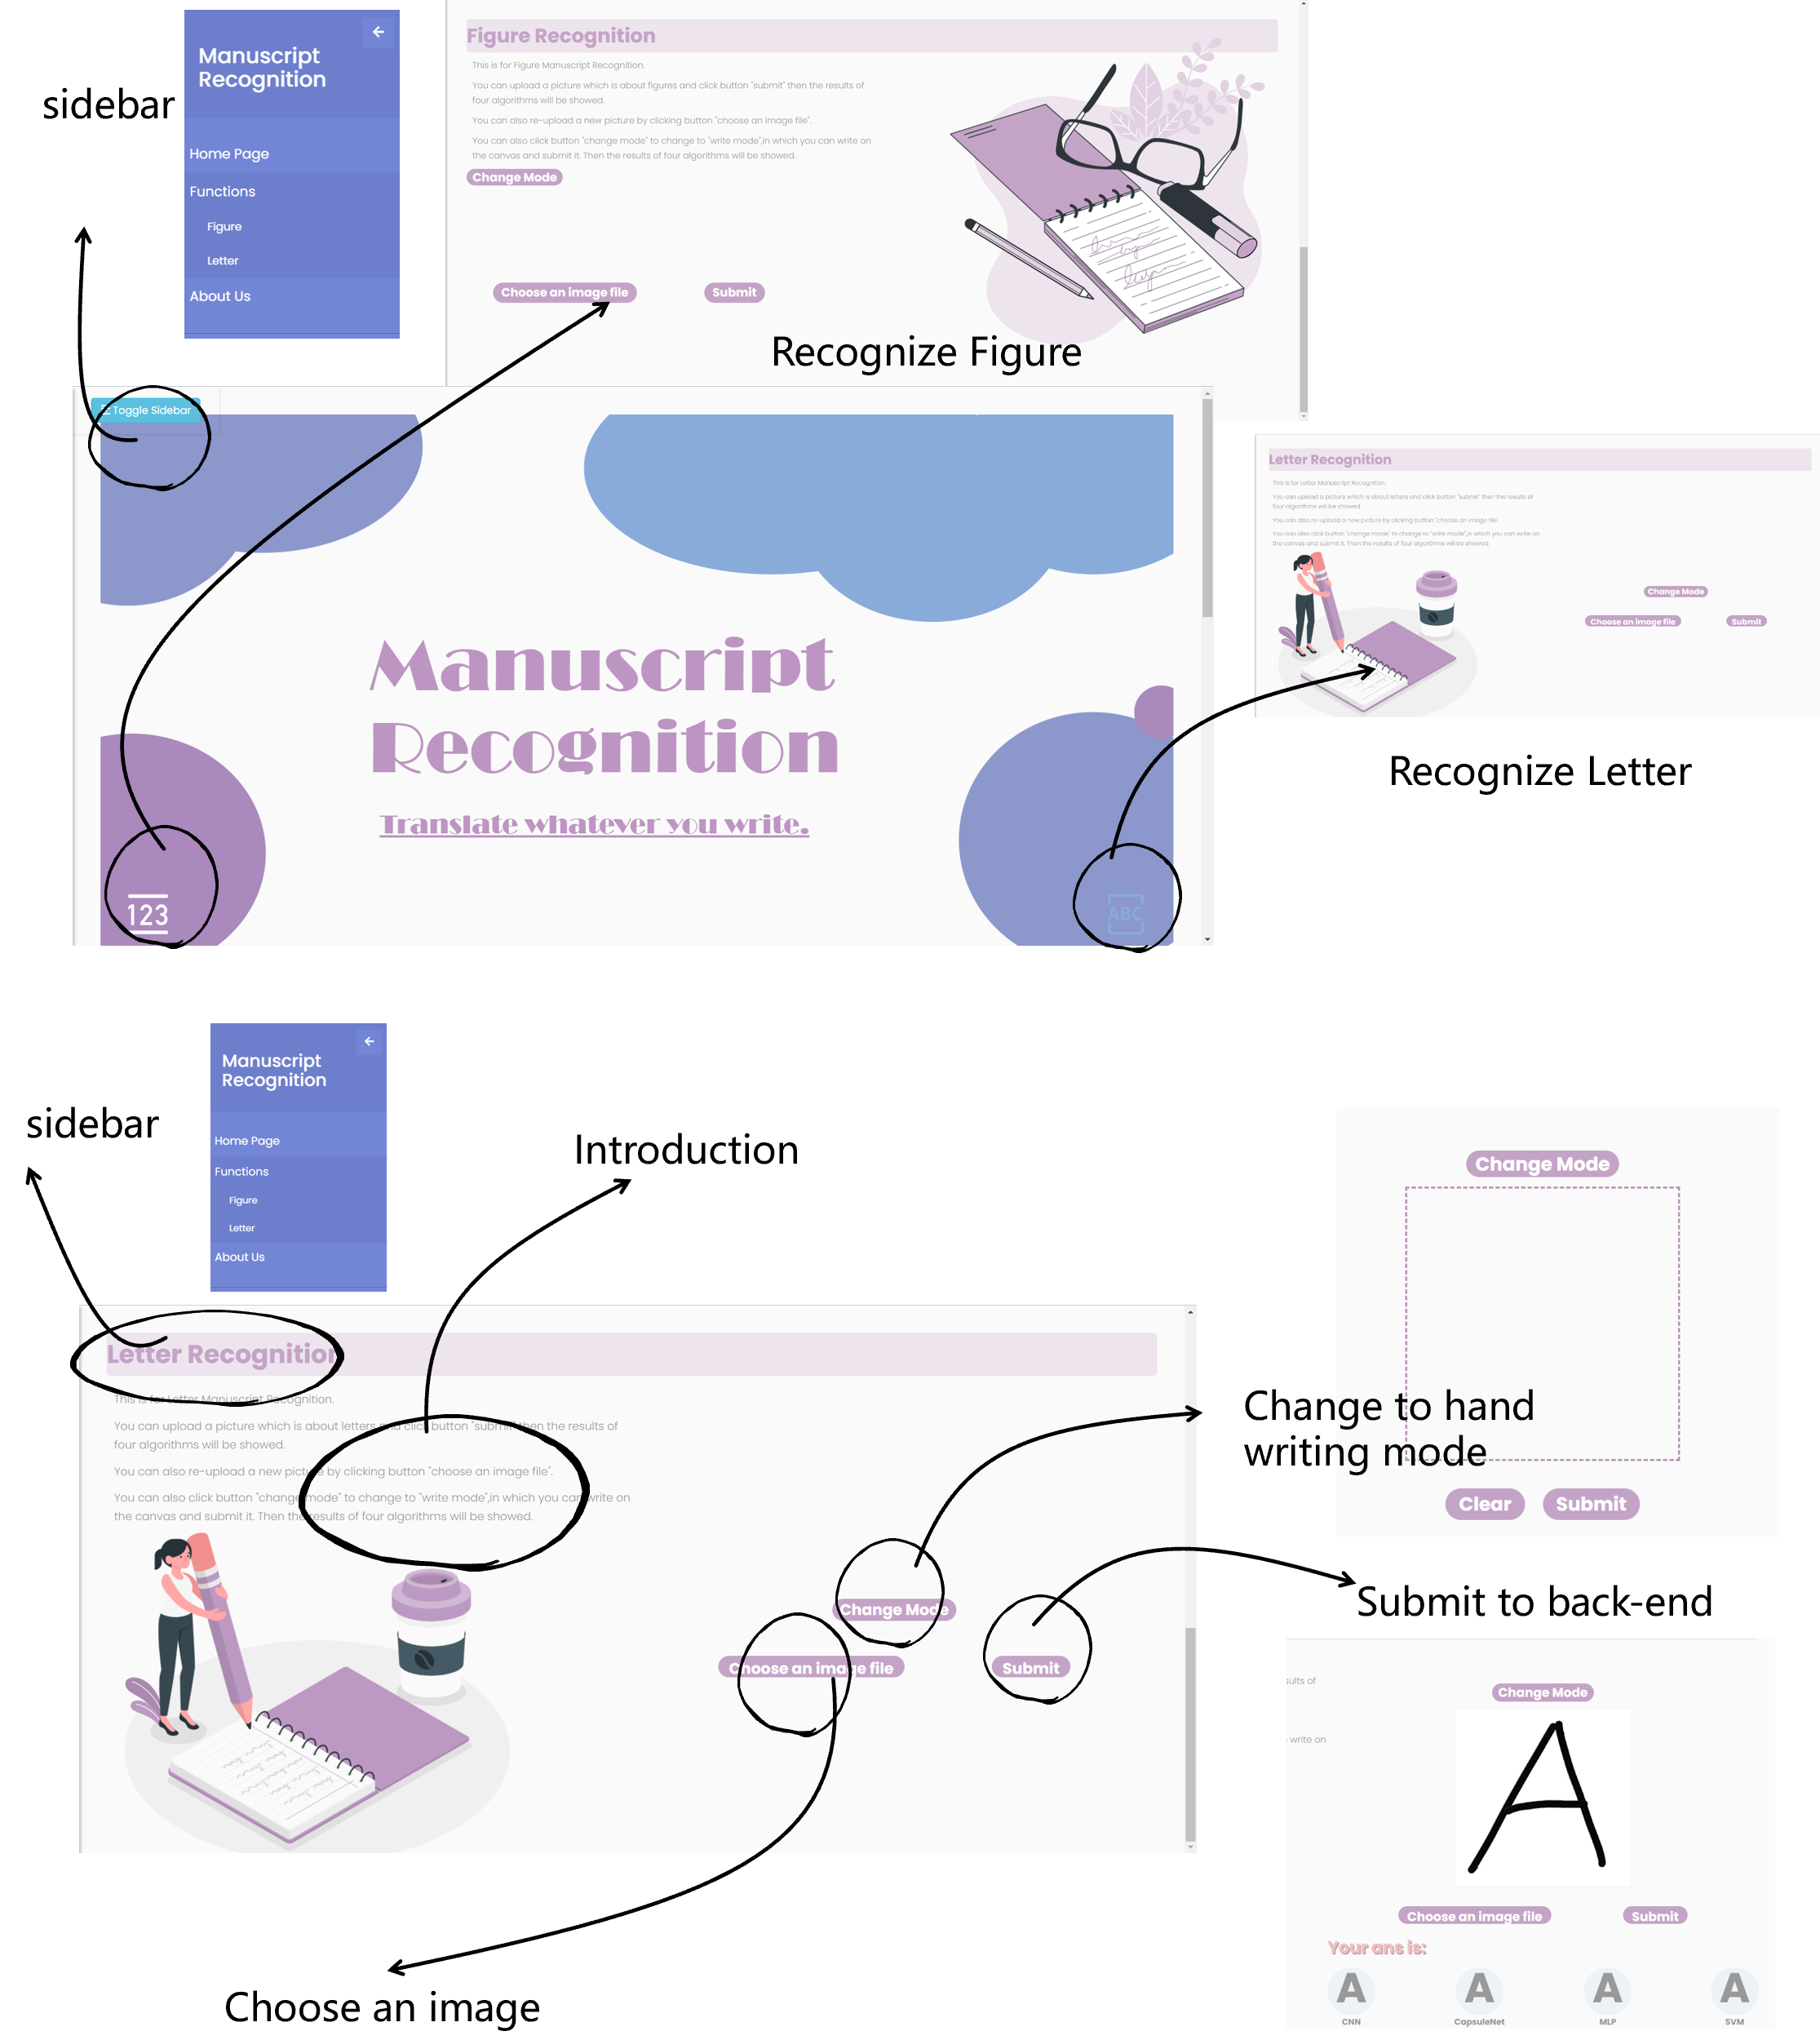 Manuscript
Recognition
sidebar
Home Page
Functions
Figure
Letter
About Us
Figure Recognition
This is for Figure Manuscript Recognition.
You can upload a picture which is about figures and click button "submit" then the results of
four algorithms will be showed.
You can also re-upload a new picture by clicking button "choose an image file".
You can also click button "change mode" to change to "write mode",in which you can write on
the canvas and submit it. Then the results of four algorithms will be showed.
Change Mode
Choose an image file
Submit
Recognize Figure
Toggle Sidebar
Manuscript
Recognition
Translate whatever you write.
123
ABC
Letter Recognition
This is for Letter Manuscript Recognition.
You can upload a picture which is about letters and click button "submit" then the results of
four algorithms will be showed.
You can also re-upload a new picture by clicking button "choose an image file".
You can also click button "change mode" to change to "write mode",in which you can write on
the canvas and submit it. Then the results of four algorithms will be showed.
Change Mode
Choose an image file
Submit
Recognize Letter
Manuscript
Recognition
sidebar
Home Page
Functions
Figure
Letter
About Us
Introduction
Letter Recognition
This is for Letter Manuscript Recognition.
You can upload a picture which is about letters and click button "submit" then the results of
four algorithms will be showed.
You can also re-upload a new picture by clicking button "choose an image file".
You can also click button "change mode" to change to "write mode",in which you can write on
the canvas and submit it. Then the results of four algorithms will be showed.
Change Mode
Choose an image file
Submit
Choose an image
Change Mode
Change to hand
writing mode
Clear
Submit
Submit to back-end
sults of
write on
Change Mode
A
Choose an image file
Submit
Your ans is:
A A A A
CNN CapsuleNet MLP SVM